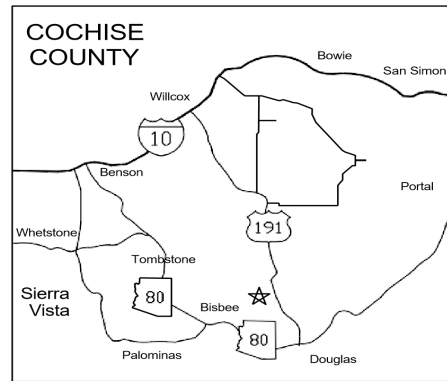 COCHISE
COUNTY
Bowie
San Simon
Willcox
10
Benson
Portal
191
Whetstone
Tombstone
Sierra
Vista
80
Bisbee
80
Palominas
Douglas